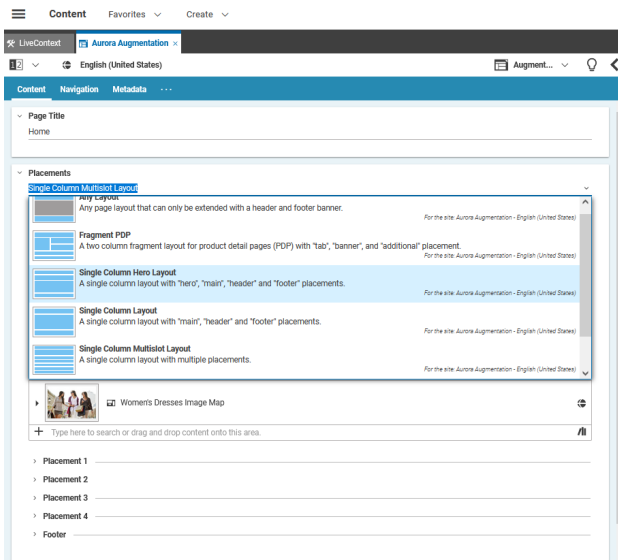 Content Favorites Create
LiveContext Aurora Augmentation ×
12 English (United States) Augment...
Content Navigation Metadata ...
Page Title
Home
Placements
Single Column Multislot Layout
Any Layout
Any page layout that can only be extended with a header and footer banner.
For the site: Aurora Augmentation - English (United States)
Fragment PDP
A two column fragment layout for product detail pages (PDP) with "tab", "banner", and "additional" placement.
For the site: Aurora Augmentation - English (United States)
Single Column Hero Layout
A single column layout with "hero", "main", "header" and "footer" placements.
For the site: Aurora Augmentation - English (United States)
Single Column Layout
A single column layout with "main", "header" and "footer" placements.
For the site: Aurora Augmentation - English (United States)
Single Column Multislot Layout
A single column layout with multiple placements.
For the site: Aurora Augmentation - English (United States)
Women's Dresses Image Map
Type here to search or drag and drop content onto this area.
Placement 1
Placement 2
Placement 3
Placement 4
Footer